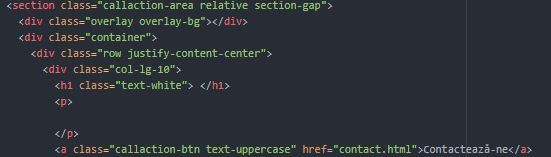 <section class="callaction-area relative section-gap">
<div class="overlay overlay-bg"></div>
<div class="container">
<div class="row justify-content-center">
<div class="col-lg-10">
<h1 class="text-white"> </h1>
<p>
</p>
<a class="callaction-btn text-uppercase" href="contact.html">Contactează-ne</a>